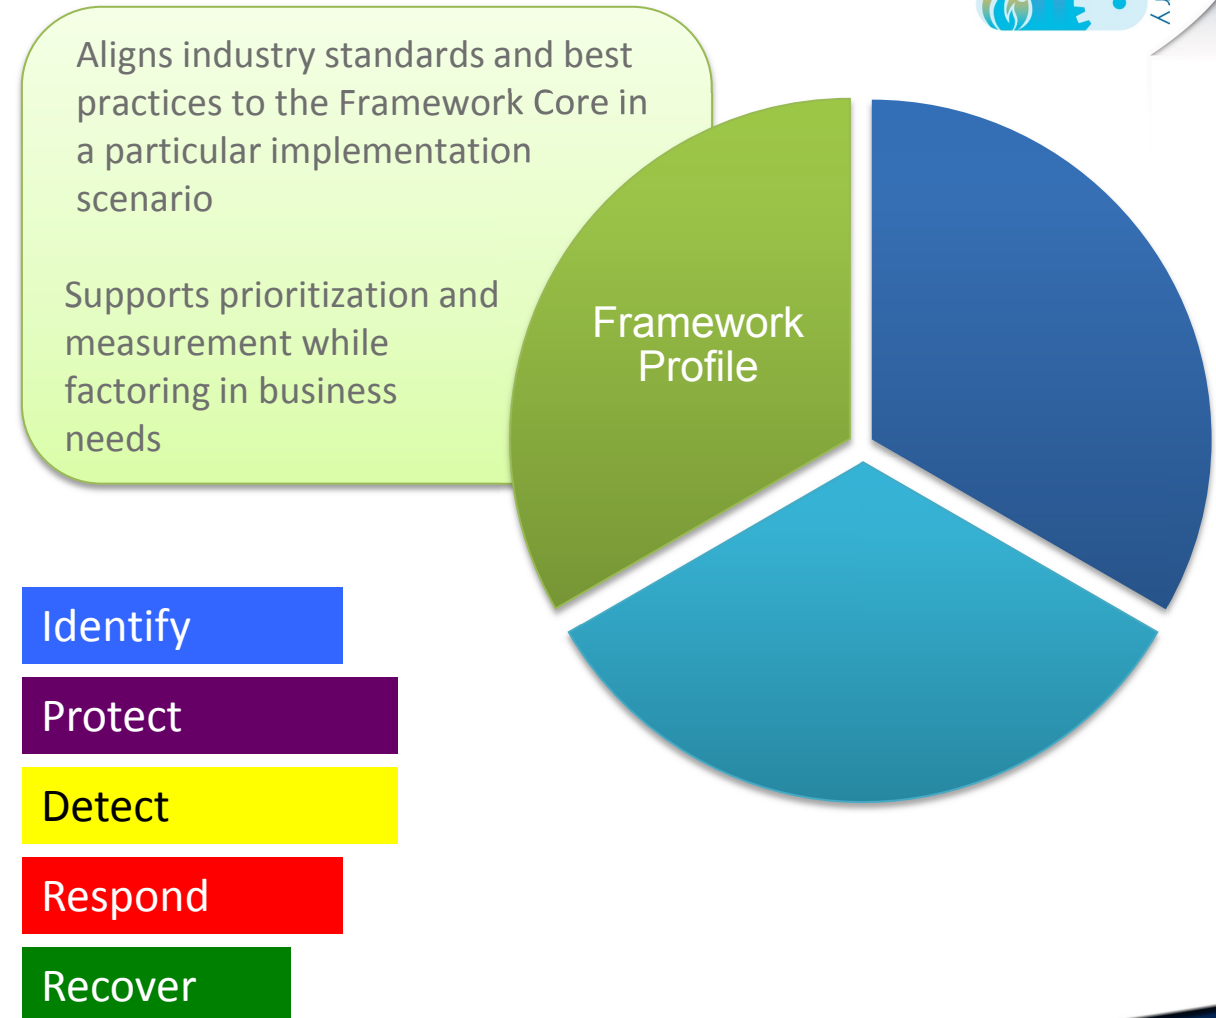 Aligns industry standards and best
practices to the Framework Core in
a particular implementation
scenario
Supports prioritization and
measurement while
factoring in business
needs
Framework
Profile
Identify
Protect
Detect
Respond
Recover